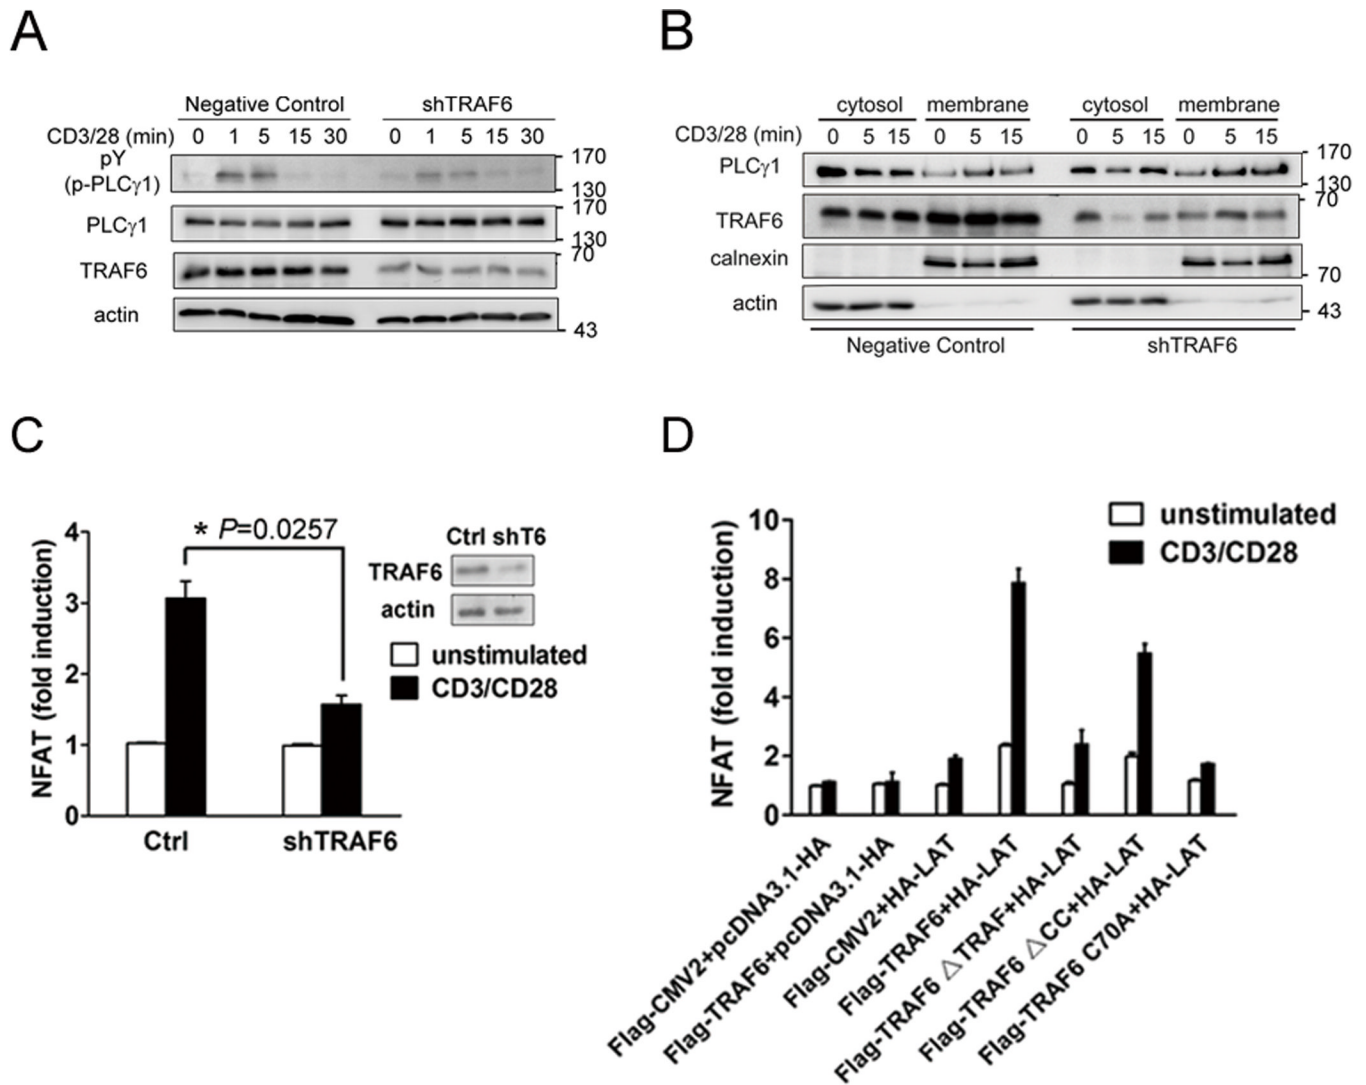 A
Negative Control shTRAF6
CD3/28 (min) 0 1 5 15 30 0 1 5 15 30
pY
(p-PLCγ1)
170
130
PLCγ1
170
130
TRAF6
70
actin
43
B
cytosol membrane cytosol membrane
CD3/28 (min) 0 5 15 0 5 15 0 5 15 0 5 15
PLCγ1
170
130
TRAF6
70
calnexin
70
actin
43
Negative Control shTRAF6
C
NFAT (fold induction)
4
3
2
1
0
* P=0.0257
Ctrl shT6
TRAF6
actin
unstimulated
CD3/CD28
Ctrl shTRAF6
D
NFAT (fold induction)
10
8
6
4
2
0
unstimulated
CD3/CD28
Flag-CMV2+pcDNA3.1-HA
Flag-TRAF6+pcDNA3.1-HA
Flag-CMV2+HA-LAT
Flag-TRAF6+HA-LAT
Flag-TRAF6 △TRAF+HA-LAT
Flag-TRAF6 △CC+HA-LAT
Flag-TRAF6 C70A+HA-LAT